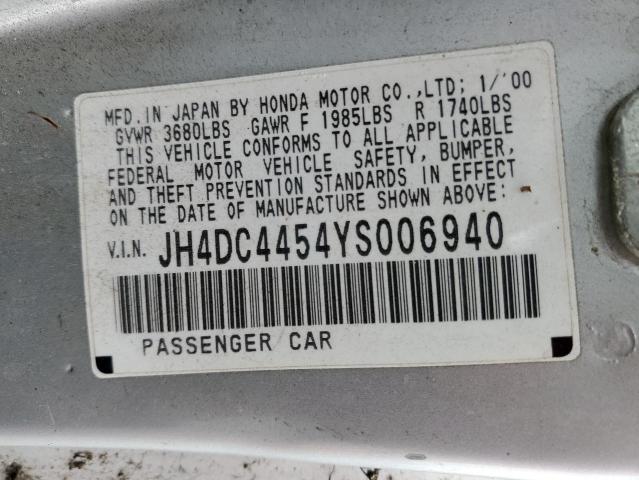 MFD. IN JAPAN BY HONDA MOTOR CO., LTD; 1/'00
GVWR 3680LBS GAWR F 1985LBS R 1740LBS
THIS VEHICLE CONFORMS TO ALL APPLICABLE
FEDERAL MOTOR VEHICLE SAFETY, BUMPER,
AND THEFT PREVENTION STANDARDS IN EFFECT
ON THE DATE OF MANUFACTURE SHOWN ABOVE:
V.I.N. JH4DC4454YS006940
PASSENGER CAR